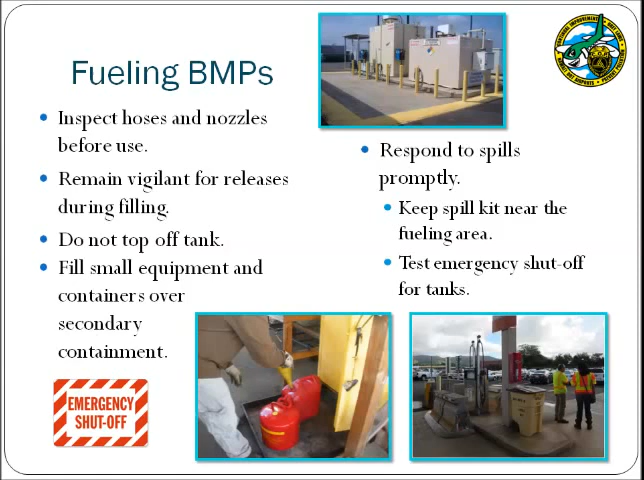 Fueling BMPs
Inspect hoses and nozzles
before use.
Remain vigilant for releases
during filling.
Do not top off tank.
Fill small equipment and
containers over
secondary
containment.
EMERGENCY
SHUT-OFF
Respond to spills
promptly.
Keep spill kit near the
fueling area.
Test emergency shut-off
for tanks.